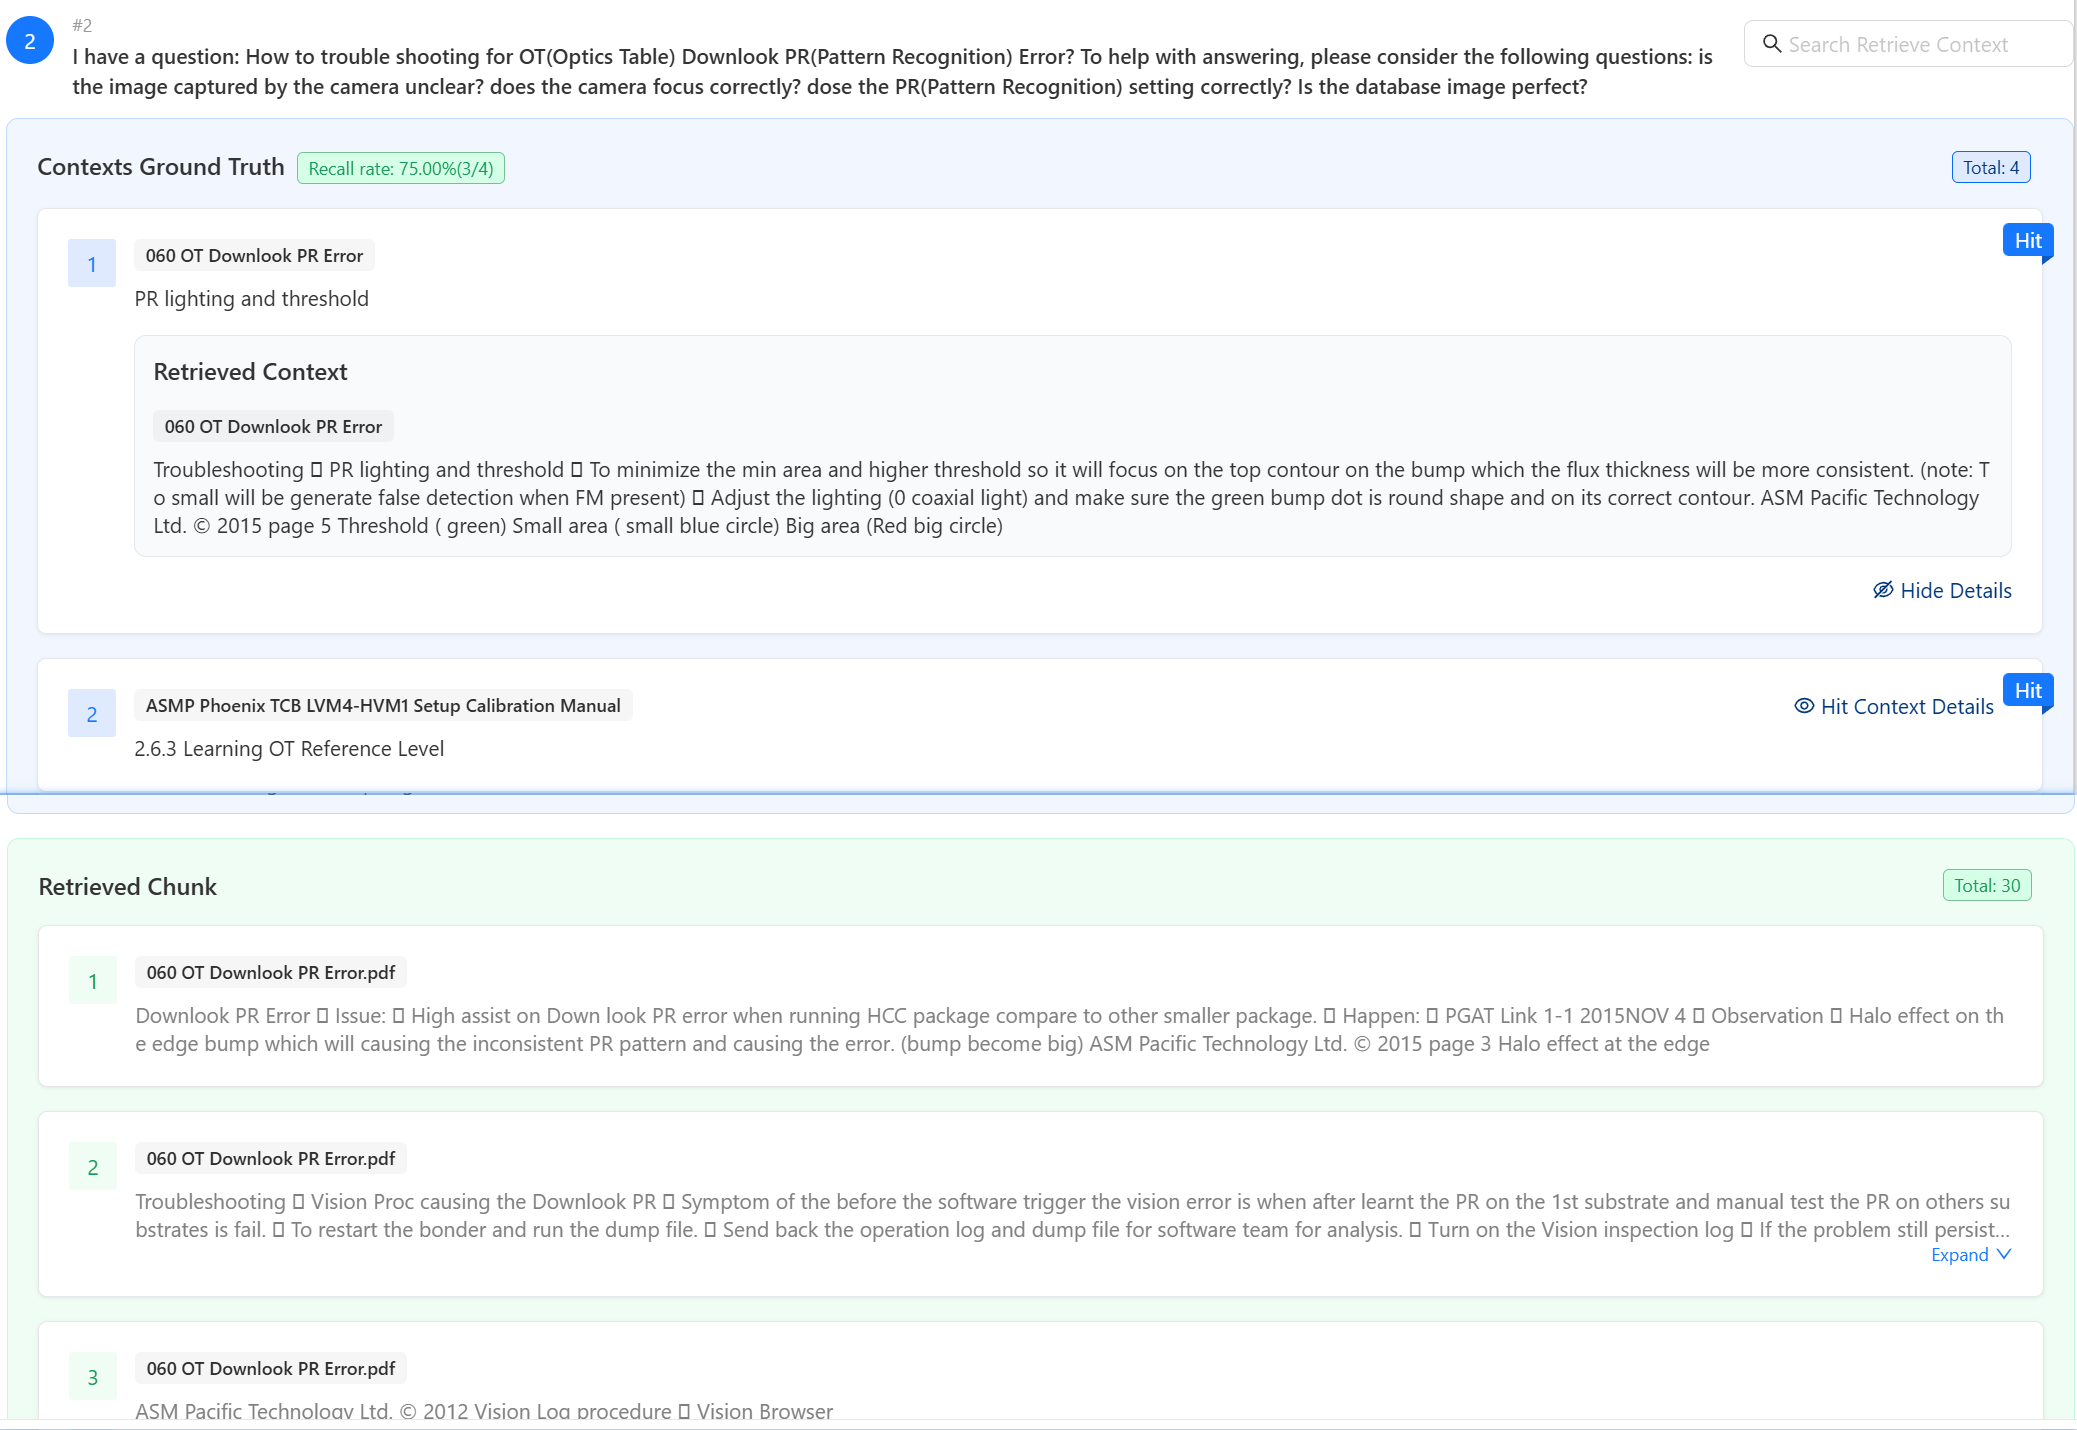 2
#2
I have a question: How to trouble shooting for OT(Optics Table) Downlook PR(Pattern Recognition) Error? To help with answering, please consider the following questions: is
the image captured by the camera unclear? does the camera focus correctly? dose the PR(Pattern Recognition) setting correctly? Is the database image perfect?
Search Retrieve Context
Contexts Ground Truth
Recall rate: 75.00%(3/4)
Total: 4
1
060 OT Downlook PR Error
Hit
PR lighting and threshold
Retrieved Context
060 OT Downlook PR Error
Troubleshooting  PR lighting and threshold  To minimize the min area and higher threshold so it will focus on the top contour on the bump which the flux thickness will be more consistent. (note: T
o small will be generate false detection when FM present)  Adjust the lighting (0 coaxial light) and make sure the green bump dot is round shape and on its correct contour. ASM Pacific Technology
Ltd. © 2015 page 5 Threshold ( green) Small area ( small blue circle) Big area (Red big circle)
Hide Details
2
ASMP Phoenix TCB LVM4-HVM1 Setup Calibration Manual
Hit Context Details
Hit
2.6.3 Learning OT Reference Level
Retrieved Chunk
Total: 30
1
060 OT Downlook PR Error.pdf
Downlook PR Error  Issue:  High assist on Down look PR error when running HCC package compare to other smaller package.  Happen:  PGAT Link 1-1 2015NOV 4  Observation  Halo effect on th
e edge bump which will causing the inconsistent PR pattern and causing the error. (bump become big) ASM Pacific Technology Ltd. © 2015 page 3 Halo effect at the edge
2
060 OT Downlook PR Error.pdf
Troubleshooting  Vision Proc causing the Downlook PR  Symptom of the before the software trigger the vision error is when after learnt the PR on the 1st substrate and manual test the PR on others su
bstrates is fail.  To restart the bonder and run the dump file.  Send back the operation log and dump file for software team for analysis.  Turn on the Vision inspection log  If the problem still persist...
Expand
3
060 OT Downlook PR Error.pdf
ASM Pacific Technology Ltd. © 2012 Vision Log procedure  Vision Browser